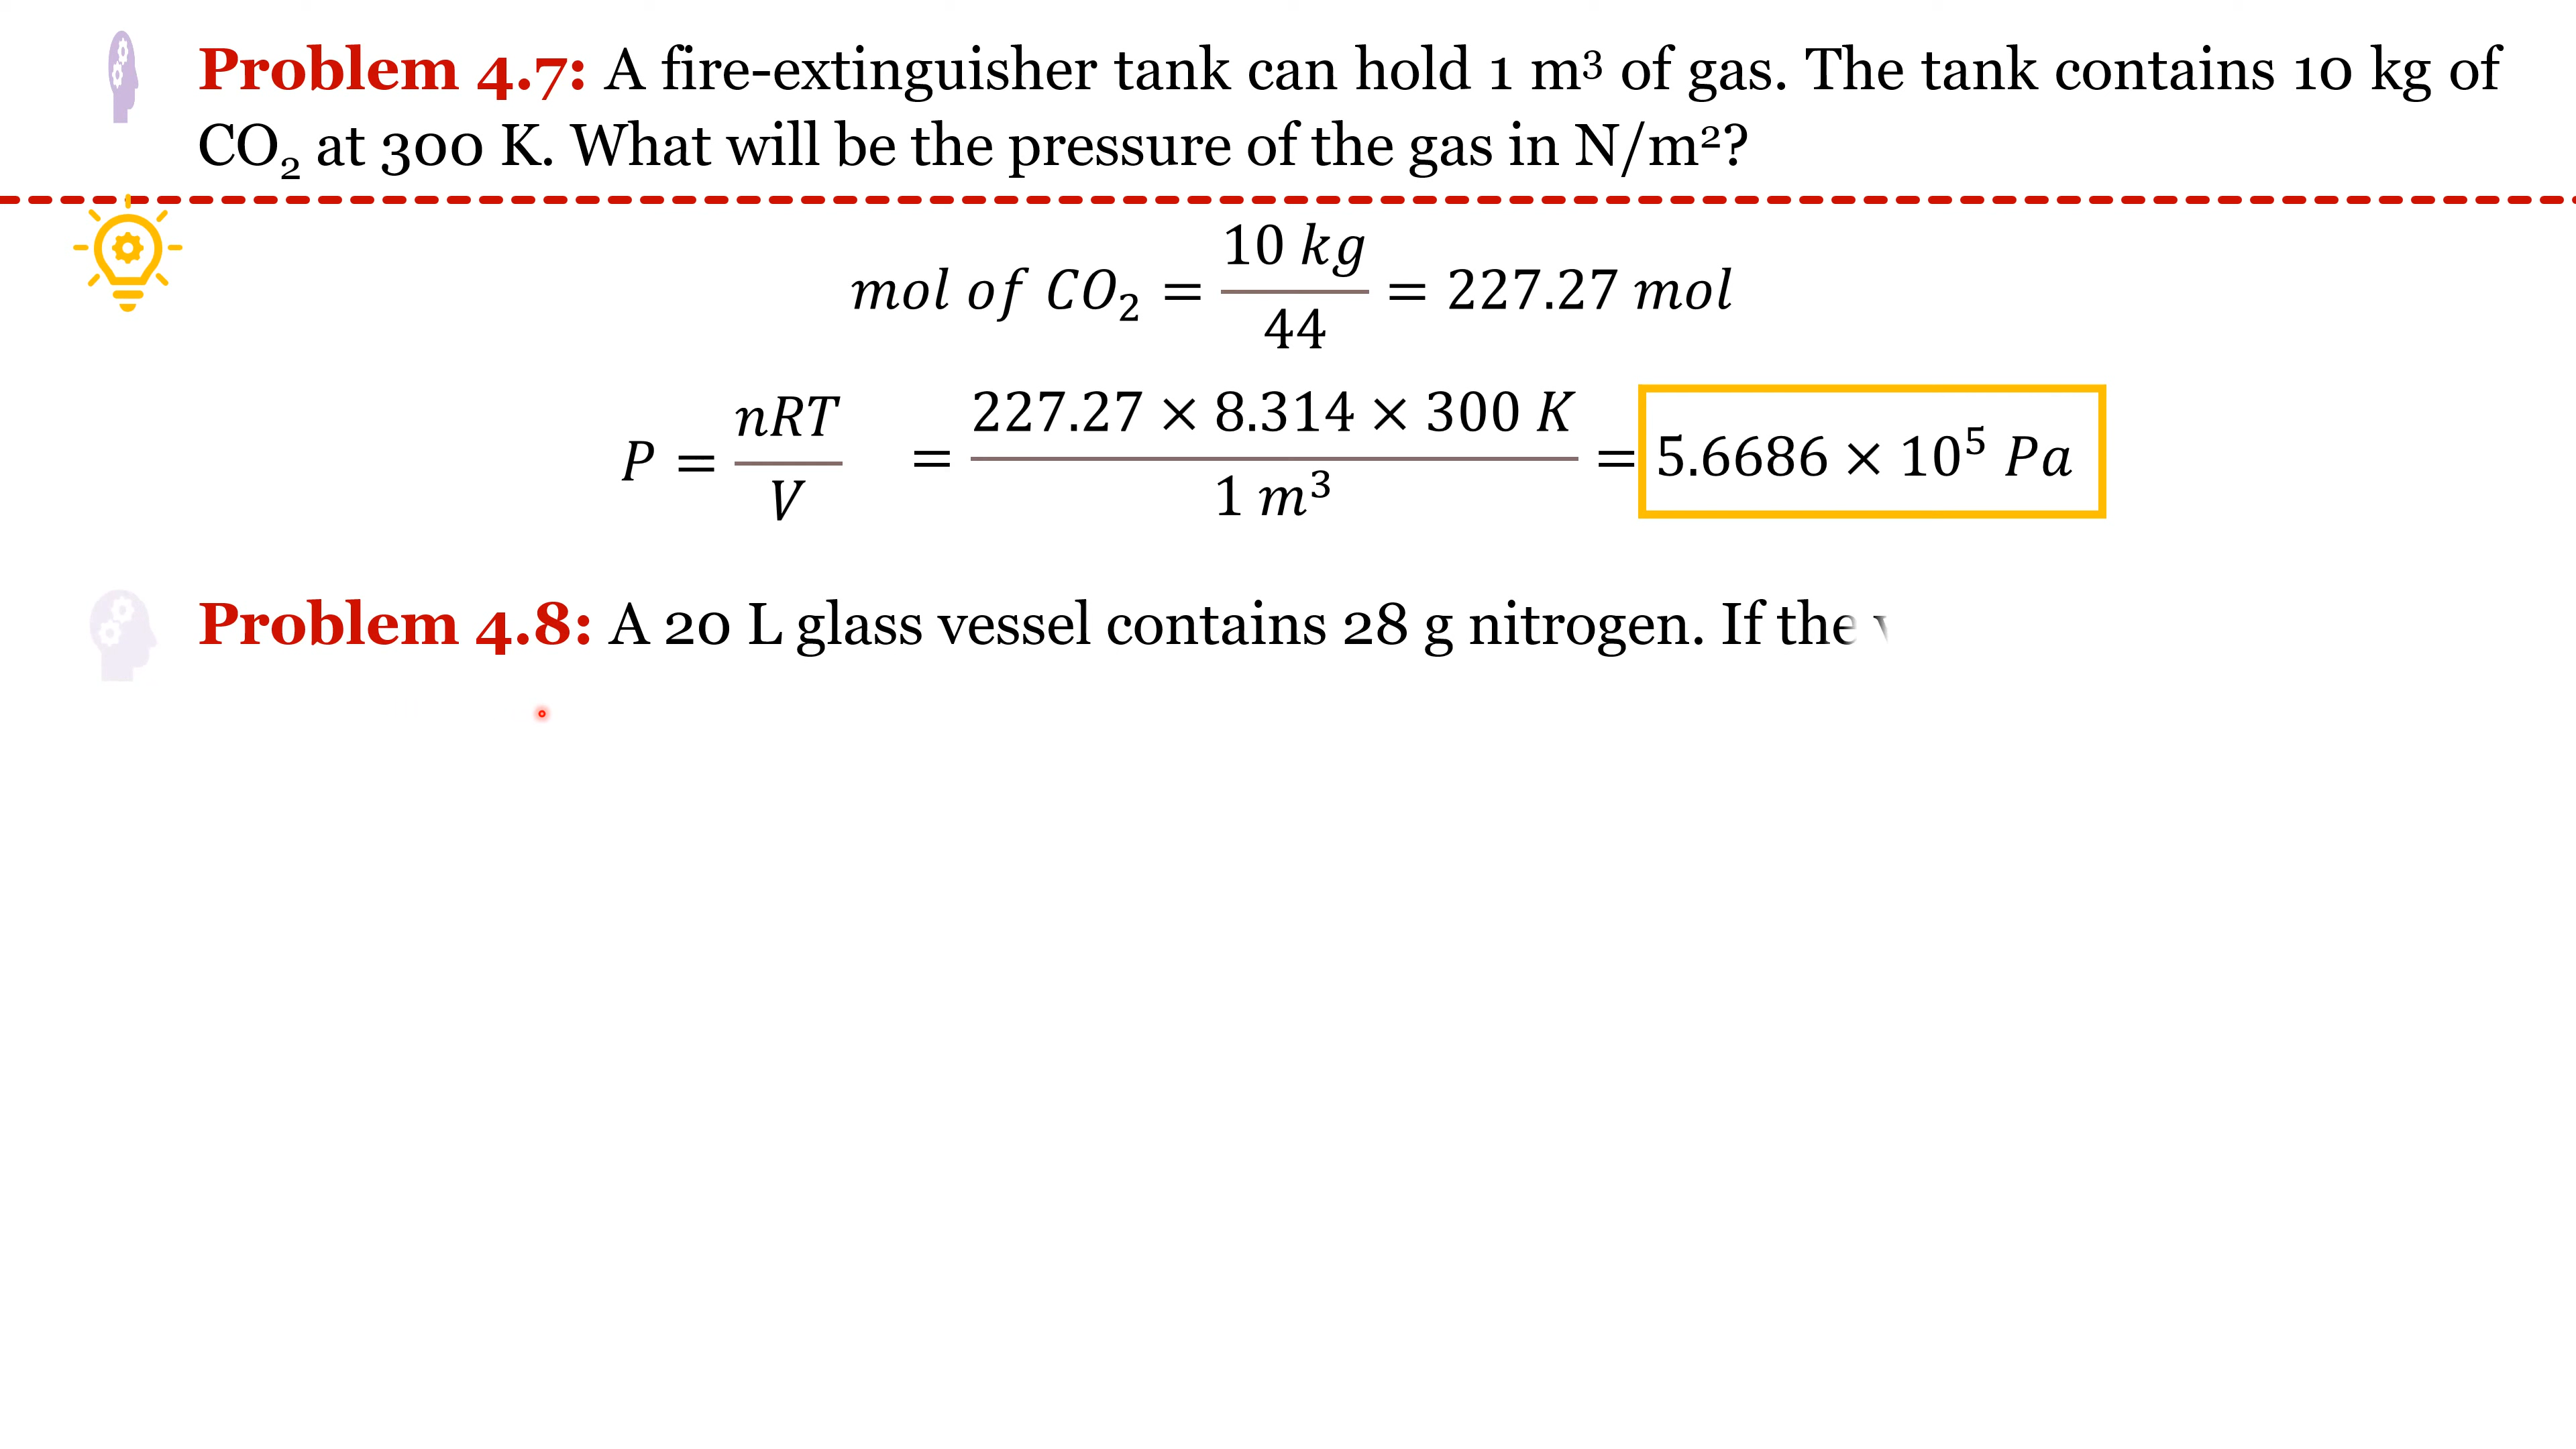 Problem 4.7: A fire-extinguisher tank can hold 1 m³ of gas. The tank contains 10 kg of
CO₂ at 300 K. What will be the pressure of the gas in N/m²?
mol of CO₂ = 10 kg / 44 = 227.27 mol
P = nRT / V = 227.27 × 8.314 × 300 K / 1 m³ = 5.6686 × 10⁵ Pa
Problem 4.8: A 20 L glass vessel contains 28 g nitrogen. If the